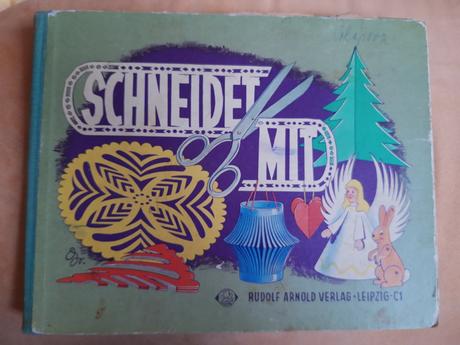 SCHNEIDET
MIT
RUDOLF ARNOLD VERLAG • LEIPZIG-C1